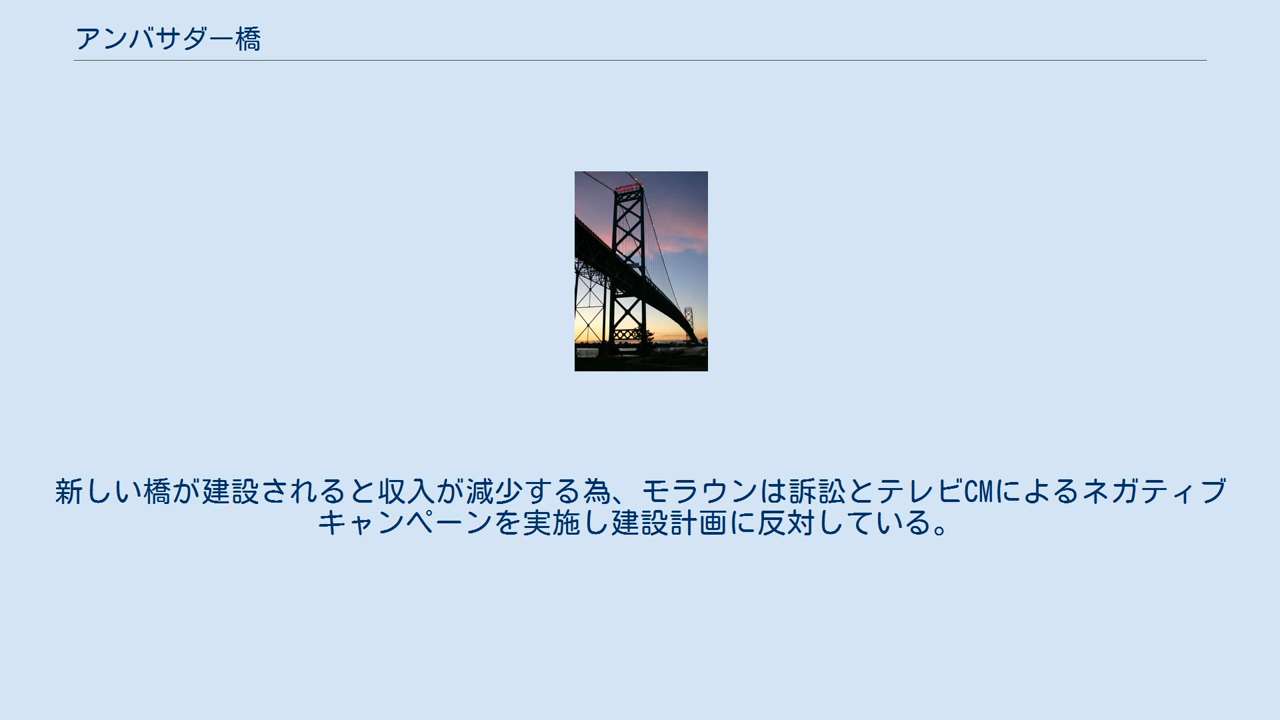 アンバサダー橋
新しい橋が建設されると収入が減少する為、モラウンは訴訟とテレビCMによるネガティブ
キャンペーンを実施し建設計画に反対している。